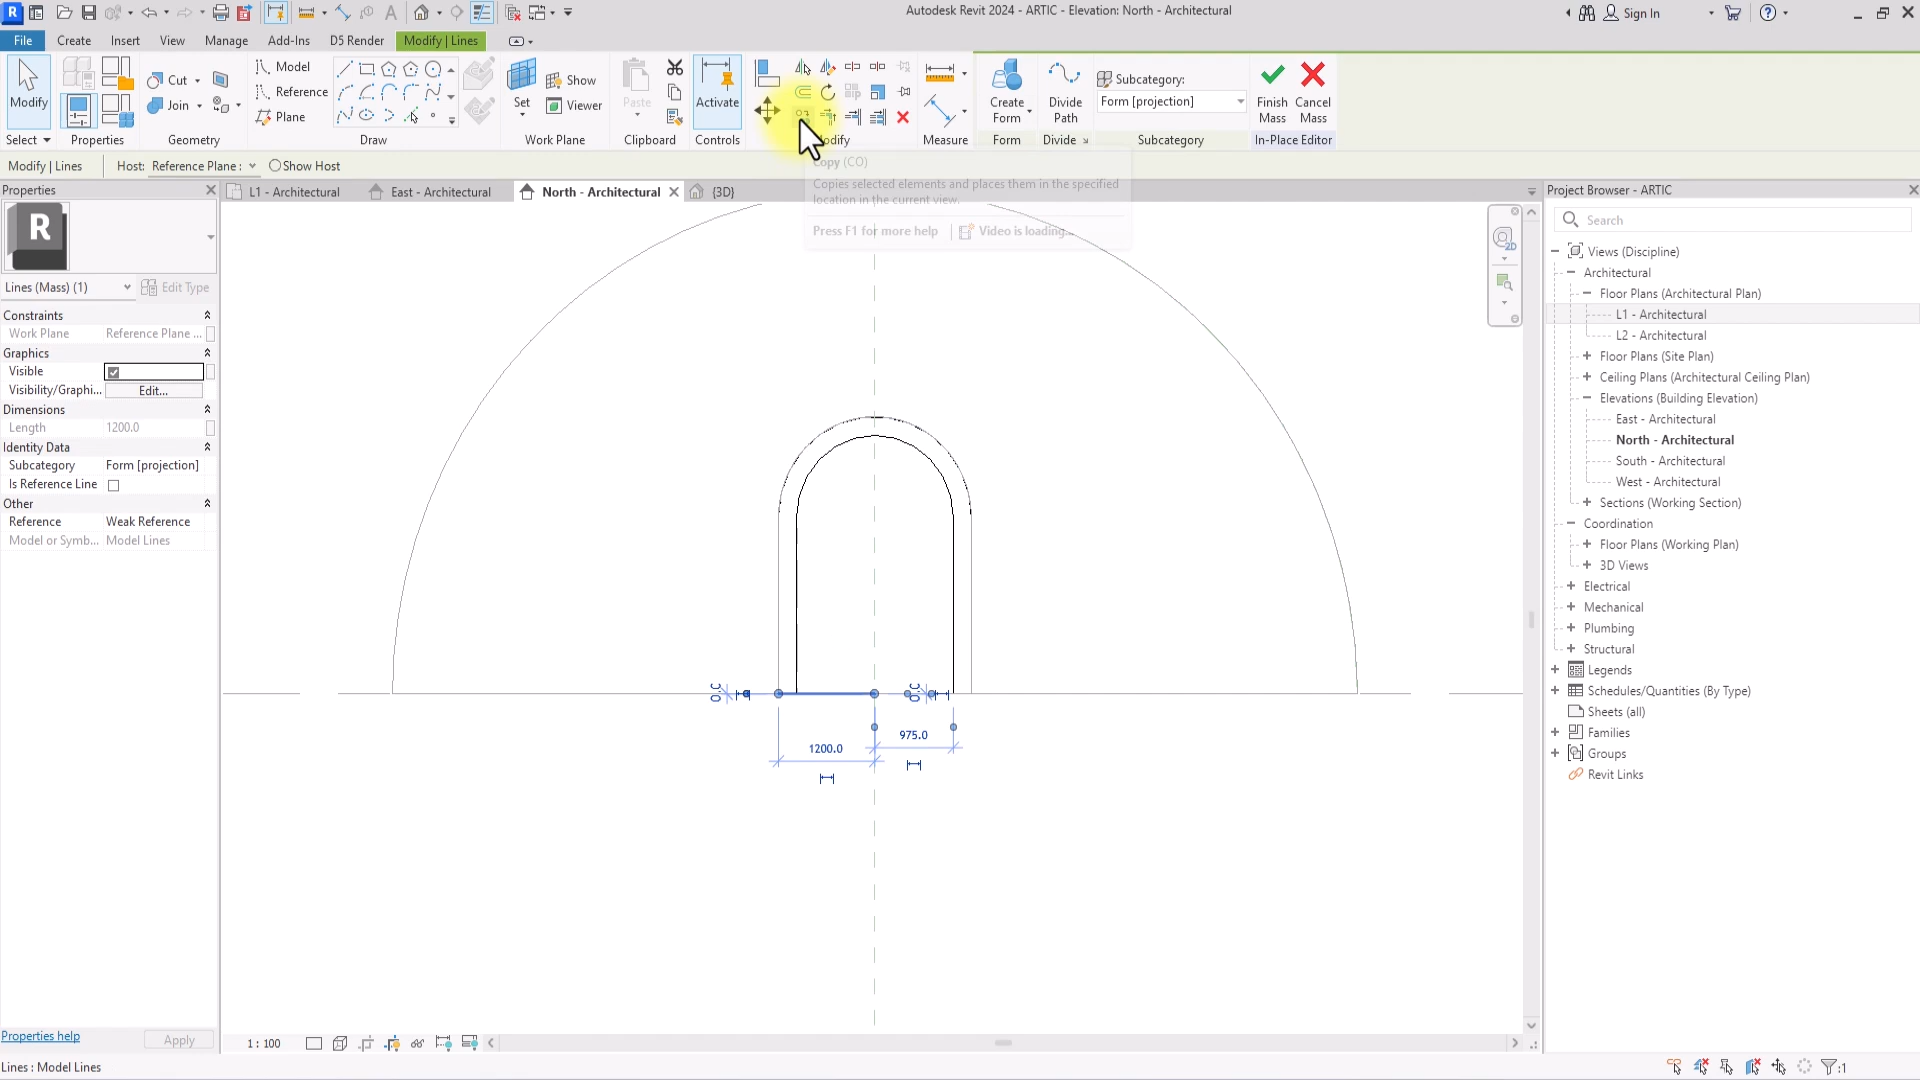 Autodesk Revit 2024 - ARTIC - Elevation: North - Architectural
Sign In
File
Create
Insert
View
Manage
Add-Ins
D5 Render
Modify | Lines
Modify
Select
Properties
Cut
Join
Geometry
Model
Reference
Plane
Draw
Set
Show
Viewer
Work Plane
Paste
Clipboard
Activate
Controls
Measure
Create Form
Form
Divide Path
Divide
Subcategory:
Form [projection]
Subcategory
Finish Mass
Cancel Mass
In-Place Editor
Modify | Lines
Host: Reference Plane :
Show Host
Copy (CO)
Copies selected elements and places them in the specified
location in the current view.
Press F1 for more help
Video is loading...
Properties
L1 - Architectural
East - Architectural
North - Architectural
{3D}
R
Lines (Mass) (1)
Edit Type
Constraints
Work Plane Reference Plane ...
Graphics
Visible
Visibility/Graphi... Edit...
Dimensions
Length 1200.0
Identity Data
Subcategory Form [projection]
Is Reference Line
Other
Reference Weak Reference
Model or Symb... Model Lines
Properties help
Apply
1200.0
975.0
1 : 100
Project Browser - ARTIC
Search
Views (Discipline)
Architectural
Floor Plans (Architectural Plan)
L1 - Architectural
L2 - Architectural
Floor Plans (Site Plan)
Ceiling Plans (Architectural Ceiling Plan)
Elevations (Building Elevation)
East - Architectural
North - Architectural
South - Architectural
West - Architectural
Sections (Working Section)
Coordination
Floor Plans (Working Plan)
3D Views
Electrical
Mechanical
Plumbing
Structural
Legends
Schedules/Quantities (By Type)
Sheets (all)
Families
Groups
Revit Links
Lines : Model Lines
:1